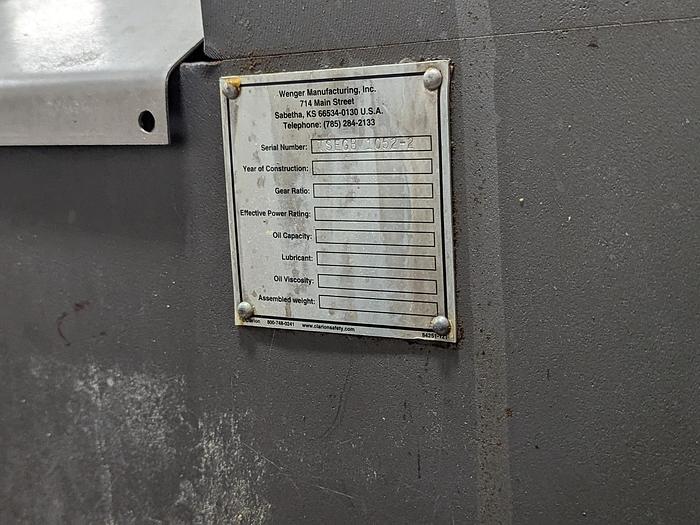 Wenger Manufacturing, Inc.
714 Main Street
Sabetha, KS 66534-0130 U.S.A.
Telephone: (785) 284-2133
Serial Number:
Year of Construction:
Gear Ratio:
Effective Power Rating:
Oil Capacity:
Lubricant:
Oil Viscosity:
Assembled weight:
Clarion 800-748-0241 www.clarionsafety.com